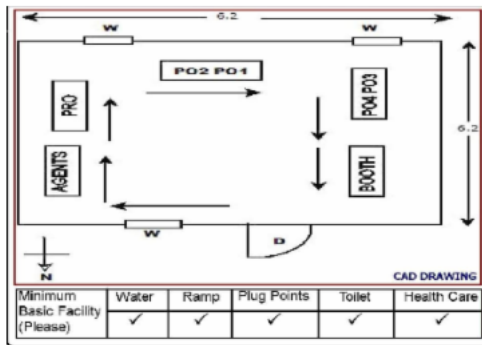 6.2
W W
PO2 PO1
PRO
PO4 PO3
6.2
AGENTS
BOOTH
W
D
N
CAD DRAWING
Minimum Basic Facility (Please) Water Ramp Plug Points Toilet Health Care
✓ ✓ ✓ ✓ ✓